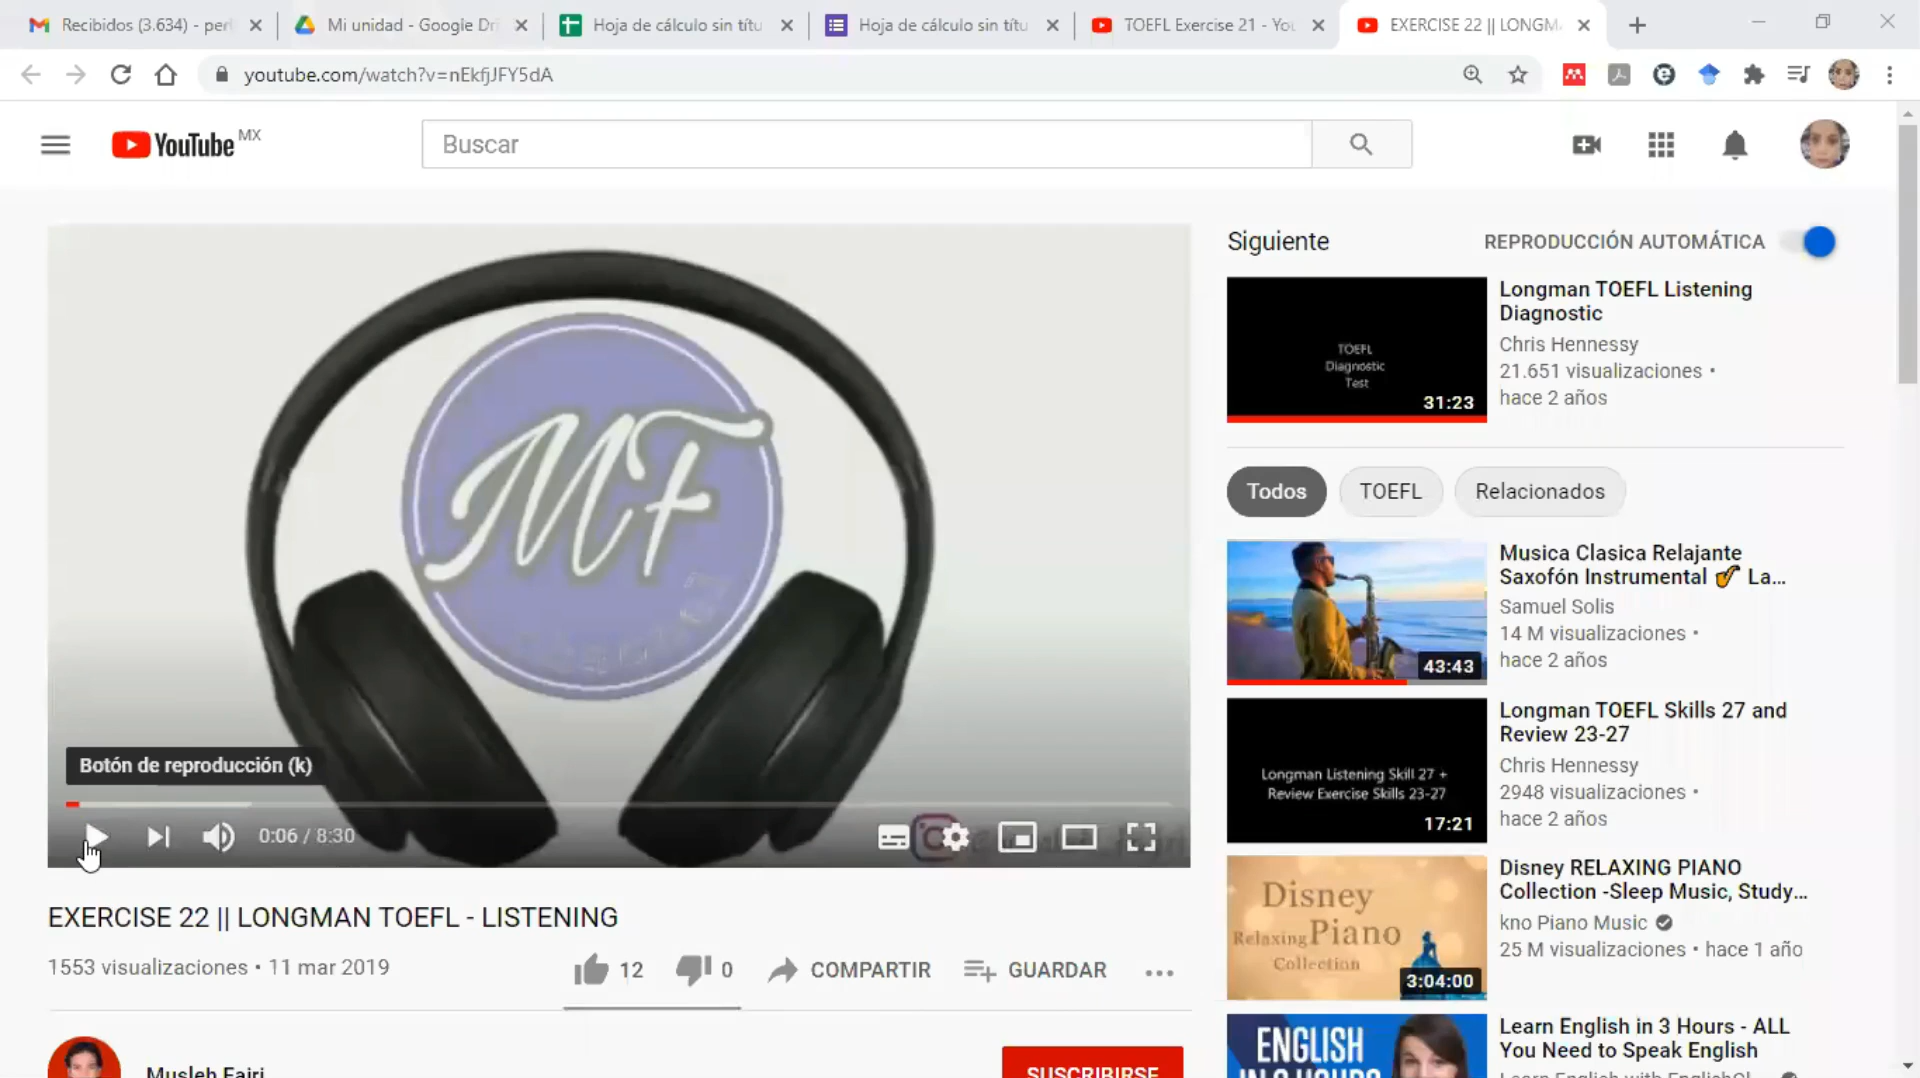 Recibidos (3.634) - per
Mi unidad - Google Dri
Hoja de cálculo sin títu
Hoja de cálculo sin títu
TOEFL Exercise 21 - You
EXERCISE 22 || LONGMA
youtube.com/watch?v=nEkfjJFY5dA
YouTube MX
Buscar
Siguiente
REPRODUCCIÓN AUTOMÁTICA
MF
Botón de reproducción (k)
0:06 / 8:30
EXERCISE 22 || LONGMAN TOEFL - LISTENING
1553 visualizaciones • 11 mar 2019
12
0
COMPARTIR
GUARDAR
Musleh Fajri
SUSCRIBIRSE
TOEFL
Diagnostic
Test
31:23
Longman TOEFL Listening
Diagnostic
Chris Hennessy
21.651 visualizaciones •
hace 2 años
Todos
TOEFL
Relacionados
43:43
Musica Clasica Relajante
Saxofón Instrumental 🎷 La...
Samuel Solis
14 M visualizaciones •
hace 2 años
Longman Listening Skill 27 +
Review Exercise Skills 23-27
17:21
Longman TOEFL Skills 27 and
Review 23-27
Chris Hennessy
2948 visualizaciones •
hace 2 años
Disney
Relaxing Piano
Collection
3:04:00
Disney RELAXING PIANO
Collection -Sleep Music, Study...
kno Piano Music
25 M visualizaciones • hace 1 año
ENGLISH
IN 3 HOURS
Learn English in 3 Hours - ALL
You Need to Speak English